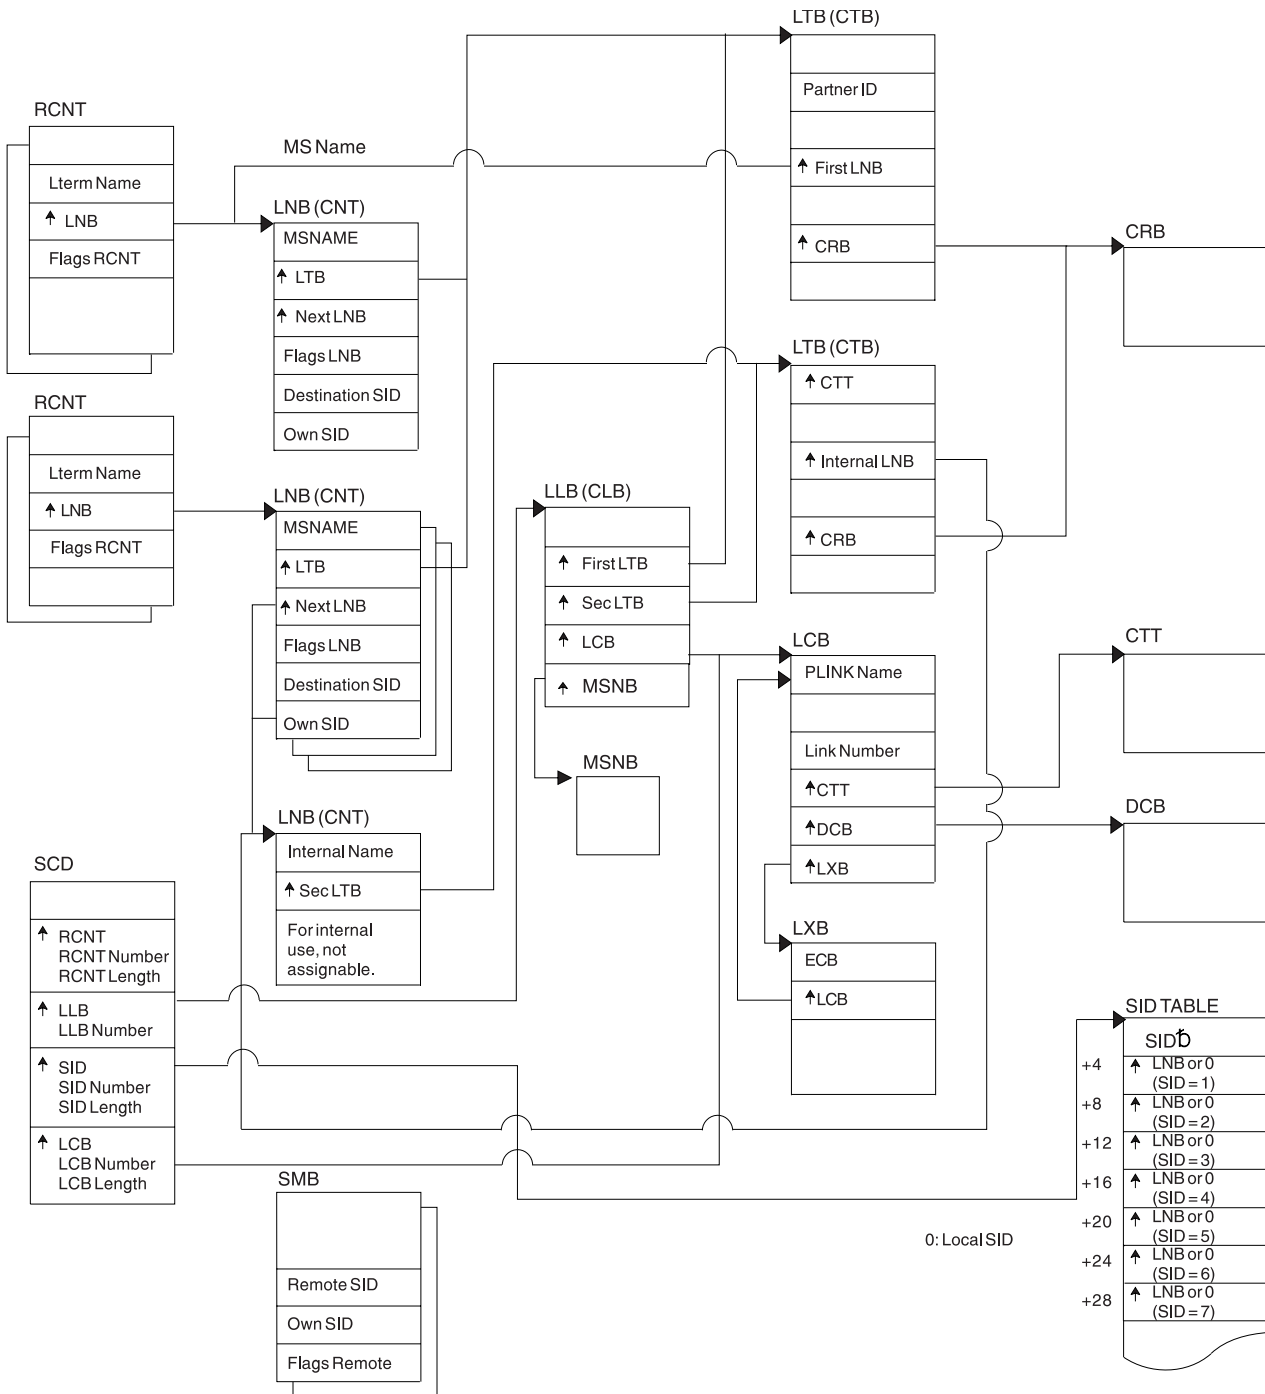 LTB (CTB)
Partner ID
First LNB
CRB
RCNT
Lterm Name
LNB
Flags RCNT
MS Name
LNB (CNT)
MSNAME
LTB
Next LNB
Flags LNB
Destination SID
Own SID
CRB
LTB (CTB)
CTT
Internal LNB
CRB
RCNT
Lterm Name
LNB
Flags RCNT
LNB (CNT)
MSNAME
LTB
Next LNB
Flags LNB
Destination SID
Own SID
LLB (CLB)
First LTB
Sec LTB
LCB
MSNB
MSNB
LCB
PLINK Name
Link Number
CTT
DCB
LXB
CTT
DCB
LNB (CNT)
Internal Name
Sec LTB
For internal
use, not
assignable.
LXB
ECB
LCB
SCD
RCNT
RCNT Number
RCNT Length
LLB
LLB Number
SID
SID Number
SID Length
LCB
LCB Number
LCB Length
SMB
Remote SID
Own SID
Flags Remote
0: Local SID
SID TABLE
SID
+4 LNB or 0
(SID = 1)
+8 LNB or 0
(SID = 2)
+12 LNB or 0
(SID = 3)
+16 LNB or 0
(SID = 4)
+20 LNB or 0
(SID = 5)
+24 LNB or 0
(SID = 6)
+28 LNB or 0
(SID = 7)